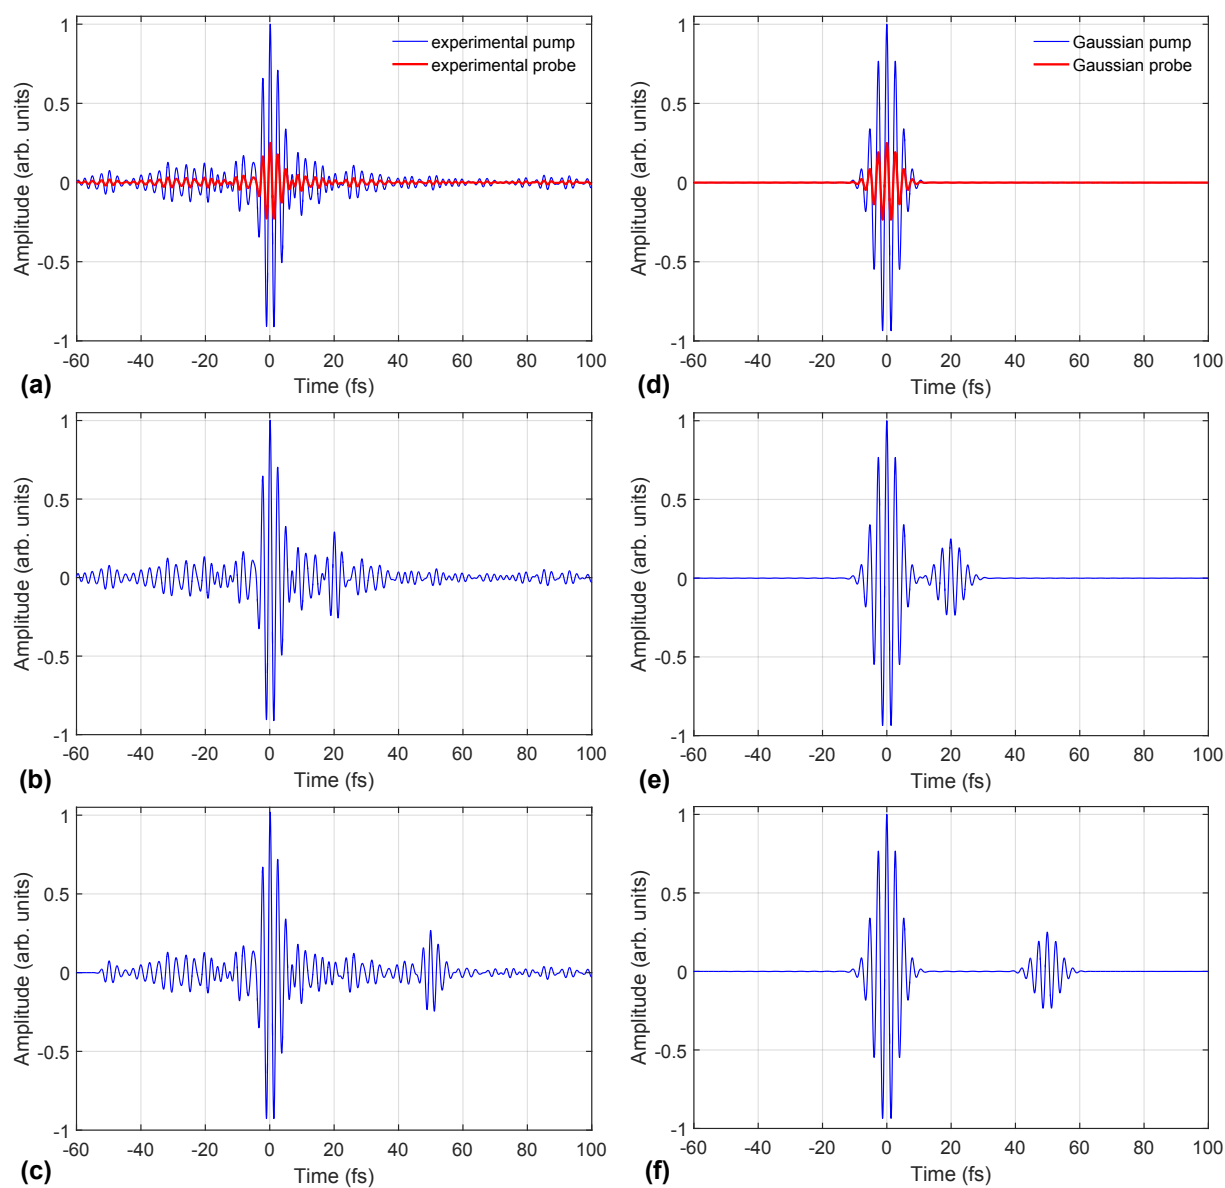 1
0.5
0
-0.5
-1
Amplitude (arb. units)
experimental pump
experimental probe
-60 -40 -20 0 20 40 60 80 100
Time (fs)
(a)
1
0.5
0
-0.5
-1
Amplitude (arb. units)
Gaussian pump
Gaussian probe
-60 -40 -20 0 20 40 60 80 100
Time (fs)
(d)
1
0.5
0
-0.5
-1
Amplitude (arb. units)
-60 -40 -20 0 20 40 60 80 100
Time (fs)
(b)
1
0.5
0
-0.5
-1
Amplitude (arb. units)
-60 -40 -20 0 20 40 60 80 100
Time (fs)
(e)
1
0.5
0
-0.5
-1
Amplitude (arb. units)
-60 -40 -20 0 20 40 60 80 100
Time (fs)
(c)
1
0.5
0
-0.5
-1
Amplitude (arb. units)
-60 -40 -20 0 20 40 60 80 100
Time (fs)
(f)